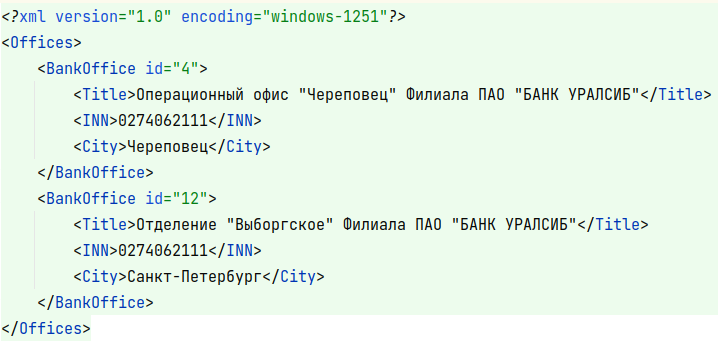 <?xml version="1.0" encoding="windows-1251"?>
<Offices>
    <BankOffice id="4">
        <Title>Операционный офис "Череповец" Филиала ПАО "БАНК УРАЛСИБ"</Title>
        <INN>0274062111</INN>
        <City>Череповец</City>
    </BankOffice>
    <BankOffice id="12">
        <Title>Отделение "Выборгское" Филиала ПАО "БАНК УРАЛСИБ"</Title>
        <INN>0274062111</INN>
        <City>Санкт-Петербург</City>
    </BankOffice>
</Offices>